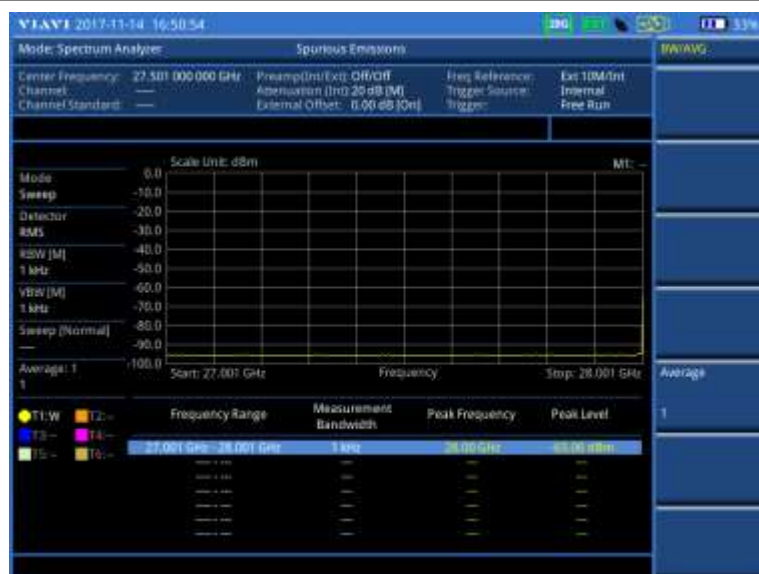 VIAVI 2017-11-14 16:50:54 33%
Mode: Spectrum Analyzer Spurious Emissions BW/AVG
Center Frequency: 27.501 000 000 GHz Preamp(Int/Ext): Off/Off Freq Reference: Ext 10M/Int
Channel: --- Attenuation (Int): 20 dB [M] Trigger Source: Internal
Channel Standard: --- External Offset: 0.00 dB [On] Trigger: Free Run
Scale Unit: dBm M1: --
0.0
Mode
Sweep
-10.0
Detector
RMS
-20.0
-30.0
RBW [M]
1 kHz
-40.0
-50.0
VBW [M]
1 kHz
-60.0
-70.0
Sweep [Normal]
---
-80.0
-90.0
Average: 1
1
-100.0
Start: 27.001 GHz Frequency Stop: 28.001 GHz
Average
1
T1:W T2:--
T3:-- T4:--
T5:-- T6:--
Frequency Range Measurement Bandwidth Peak Frequency Peak Level
27.001 GHz - 28.001 GHz 1 kHz 28.00 GHz